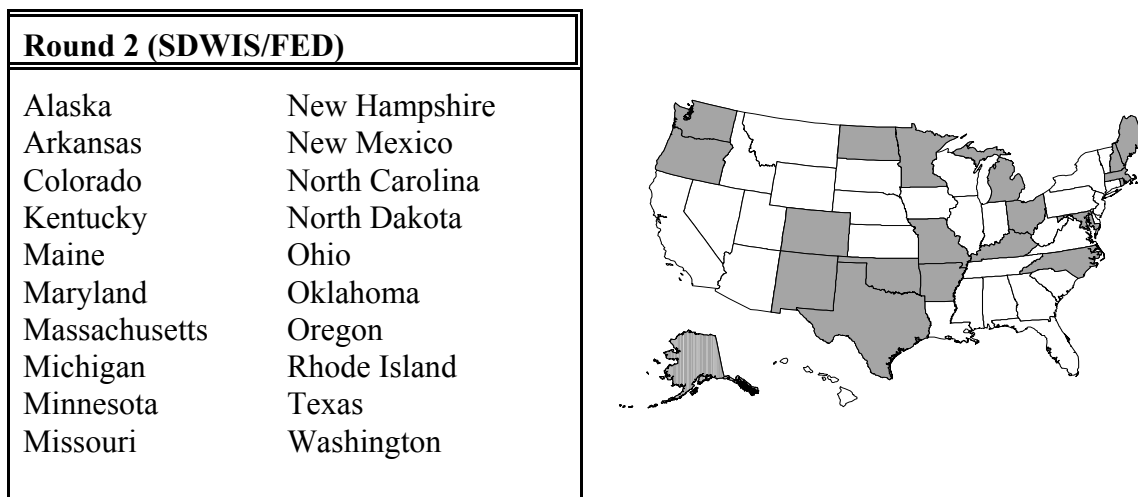 Round 2 (SDWIS/FED)
Alaska
Arkansas
Colorado
Kentucky
Maine
Maryland
Massachusetts
Michigan
Minnesota
Missouri
New Hampshire
New Mexico
North Carolina
North Dakota
Ohio
Oklahoma
Oregon
Rhode Island
Texas
Washington